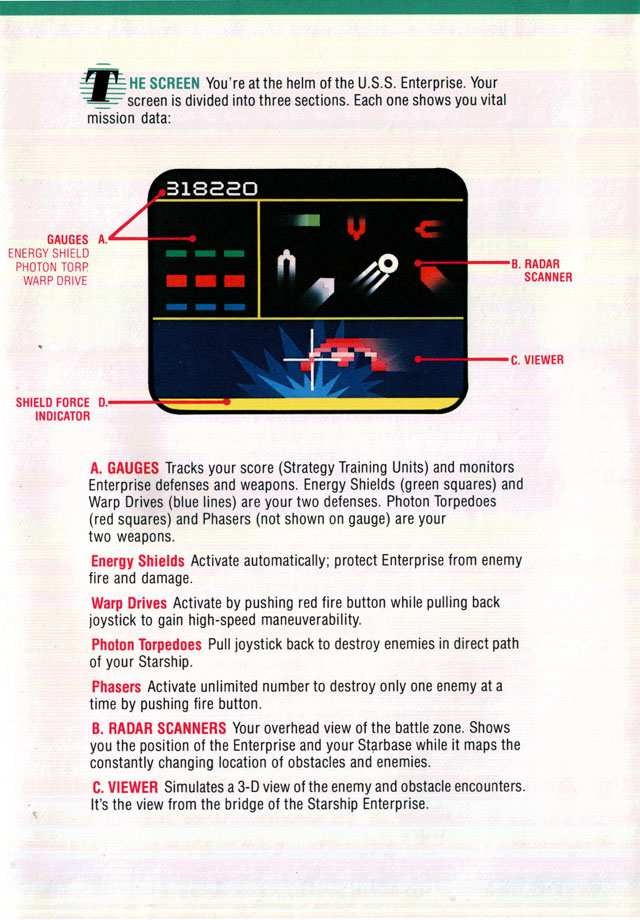 THE SCREEN You're at the helm of the U.S.S. Enterprise. Your
screen is divided into three sections. Each one shows you vital
mission data:
318220
GAUGES A.
ENERGY SHIELD
PHOTON TORP.
WARP DRIVE
B. RADAR
SCANNER
C. VIEWER
SHIELD FORCE D.
INDICATOR
A. GAUGES Tracks your score (Strategy Training Units) and monitors
Enterprise defenses and weapons. Energy Shields (green squares) and
Warp Drives (blue lines) are your two defenses. Photon Torpedoes
(red squares) and Phasers (not shown on gauge) are your
two weapons.
Energy Shields Activate automatically; protect Enterprise from enemy
fire and damage.
Warp Drives Activate by pushing red fire button while pulling back
joystick to gain high-speed maneuverability.
Photon Torpedoes Pull joystick back to destroy enemies in direct path
of your Starship.
Phasers Activate unlimited number to destroy only one enemy at a
time by pushing fire button.
B. RADAR SCANNERS Your overhead view of the battle zone. Shows
you the position of the Enterprise and your Starbase while it maps the
constantly changing location of obstacles and enemies.
C. VIEWER Simulates a 3-D view of the enemy and obstacle encounters.
It's the view from the bridge of the Starship Enterprise.